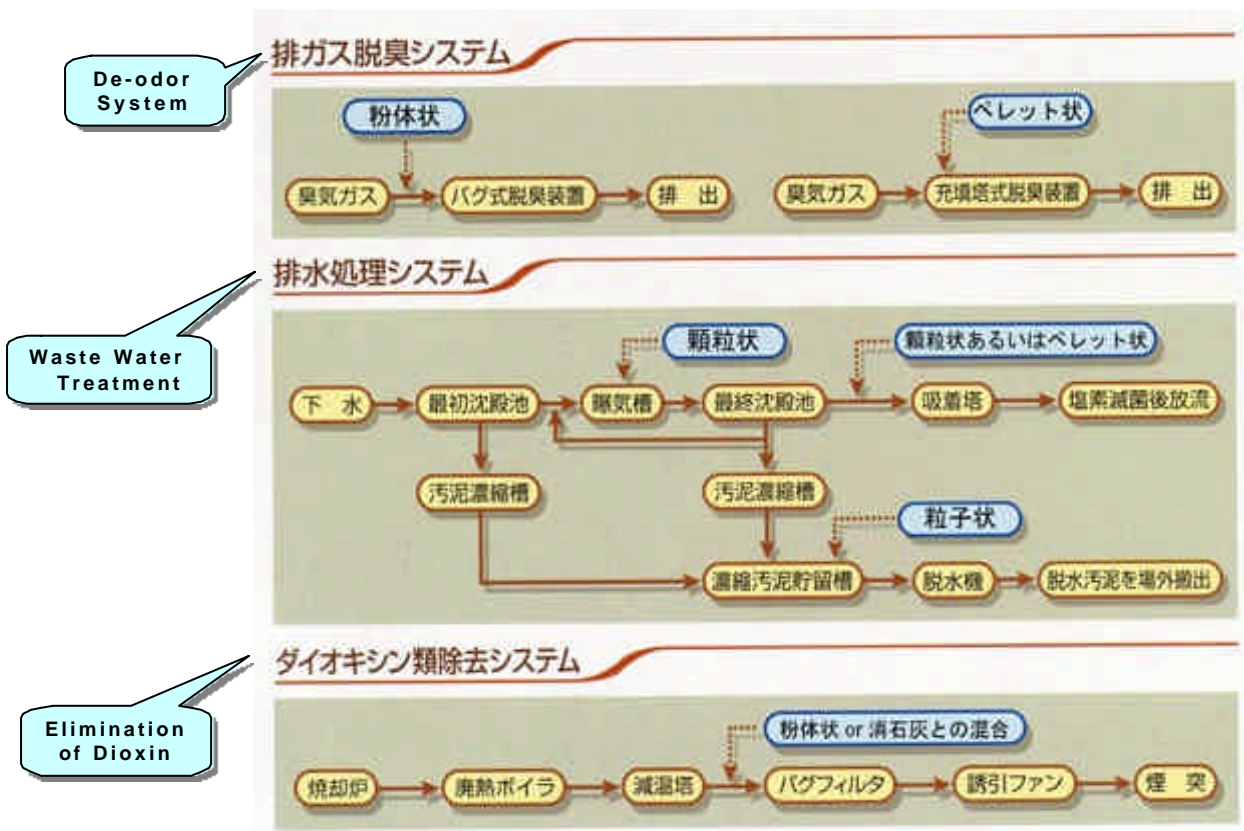 排ガス脱臭システム
De-odor
System
粉体状
ペレット状
臭気ガス
バグ式脱臭装置
排 出
臭気ガス
充填塔式脱臭装置
排 出
排水処理システム
Waste Water
Treatment
顆粒状
顆粒状あるいはペレット状
下 水
最初沈殿池
曝気槽
最終沈殿池
吸着塔
塩素滅菌後放流
汚泥濃縮槽
汚泥濃縮槽
粒子状
濃縮汚泥貯留槽
脱水機
脱水汚泥を場外搬出
ダイオキシン類除去システム
Elimination
of Dioxin
粉体状 or 消石灰との混合
焼却炉
廃熱ボイラ
減温塔
バグフィルタ
誘引ファン
煙 突